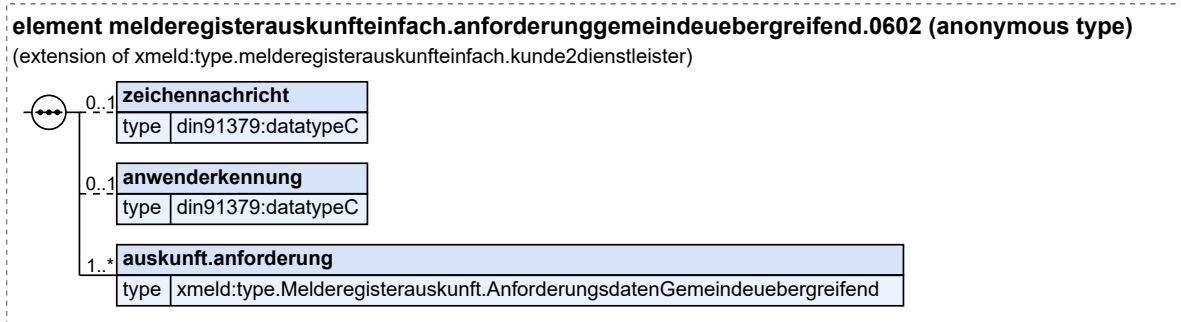 element melderegisterauskunfteinfach.anforderunggemeindeuebergreifend.0602 (anonymous type)
(extension of xmeld:type.melderegisterauskunfteinfach.kunde2dienstleister)
0..1 zeichennachricht
type din91379:datatypeC
0..1 anwenderkennung
type din91379:datatypeC
1..* auskunft.anforderung
type xmeld:type.Melderegisterauskunft.AnforderungsdatenGemeindeuebergreifend